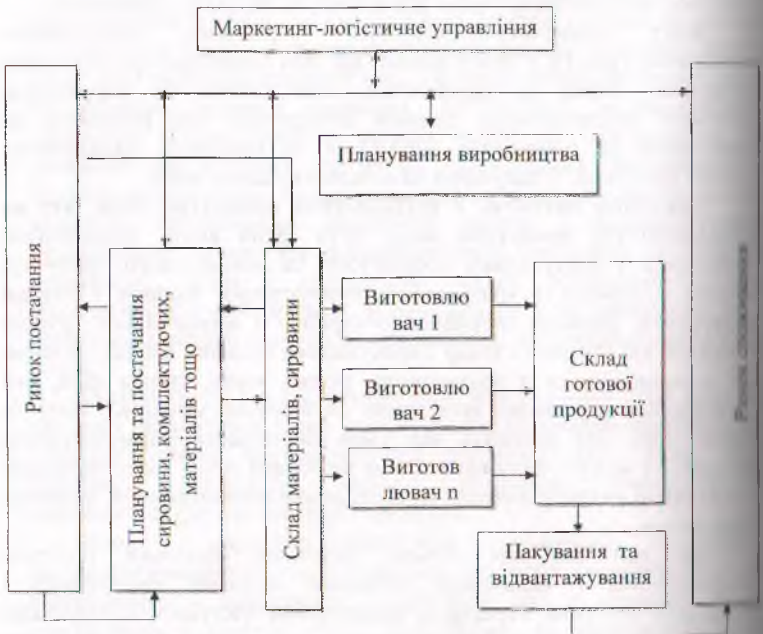 Маркетинг-логістичне управління
Планування виробництва
Ринок постачання
Планування та постачання
сировини, комплектуючих,
матеріалів тощо
Склад матеріалів, сировини
Виготовлю
вач 1
Виготовлю
вач 2
Виготов
лювач n
Склад
готової
продукції
Пакування та
відвантажування